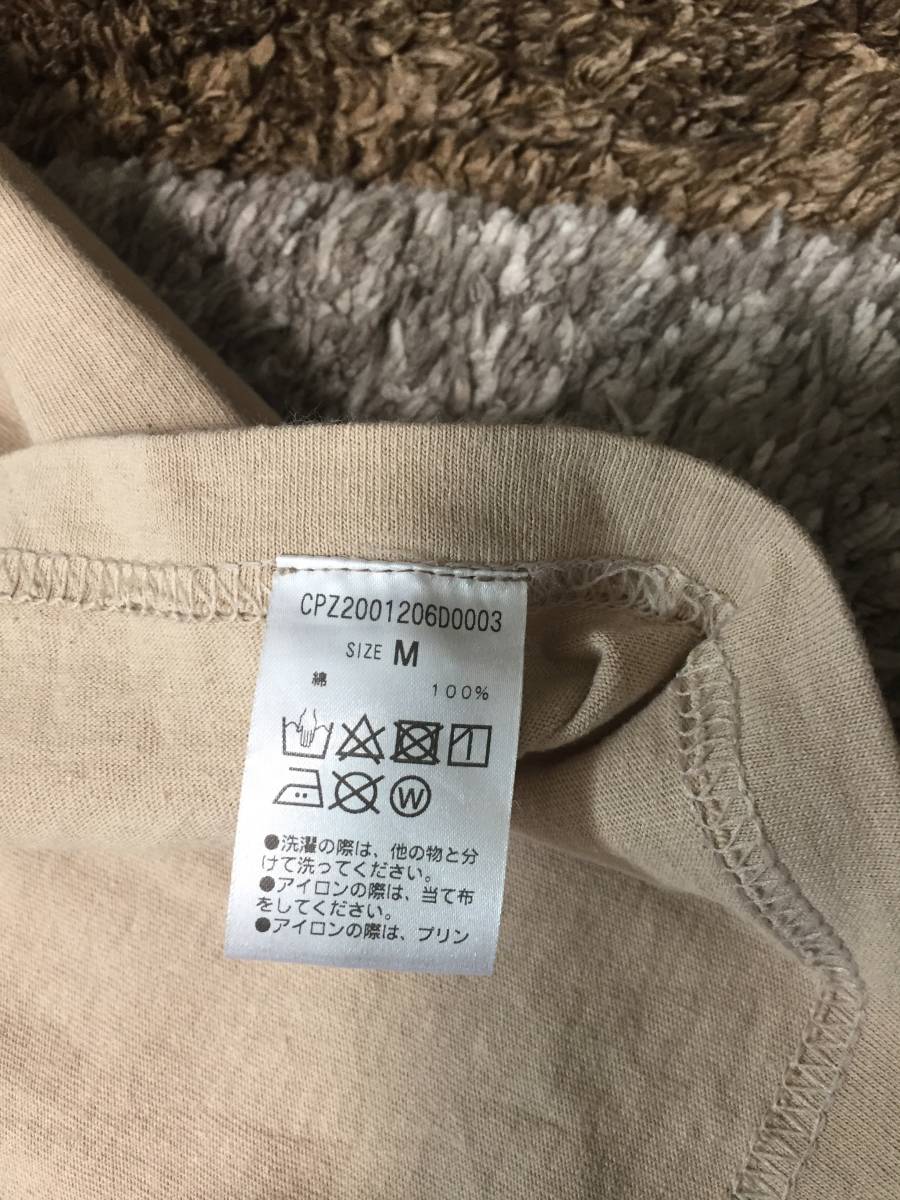 CPZ2001206D0003
SIZE M
綿 100%
W
●洗濯の際は、他の物と分
けて洗ってください。
●アイロンの際は、当て布
をしてください。
●アイロンの際は、プリン